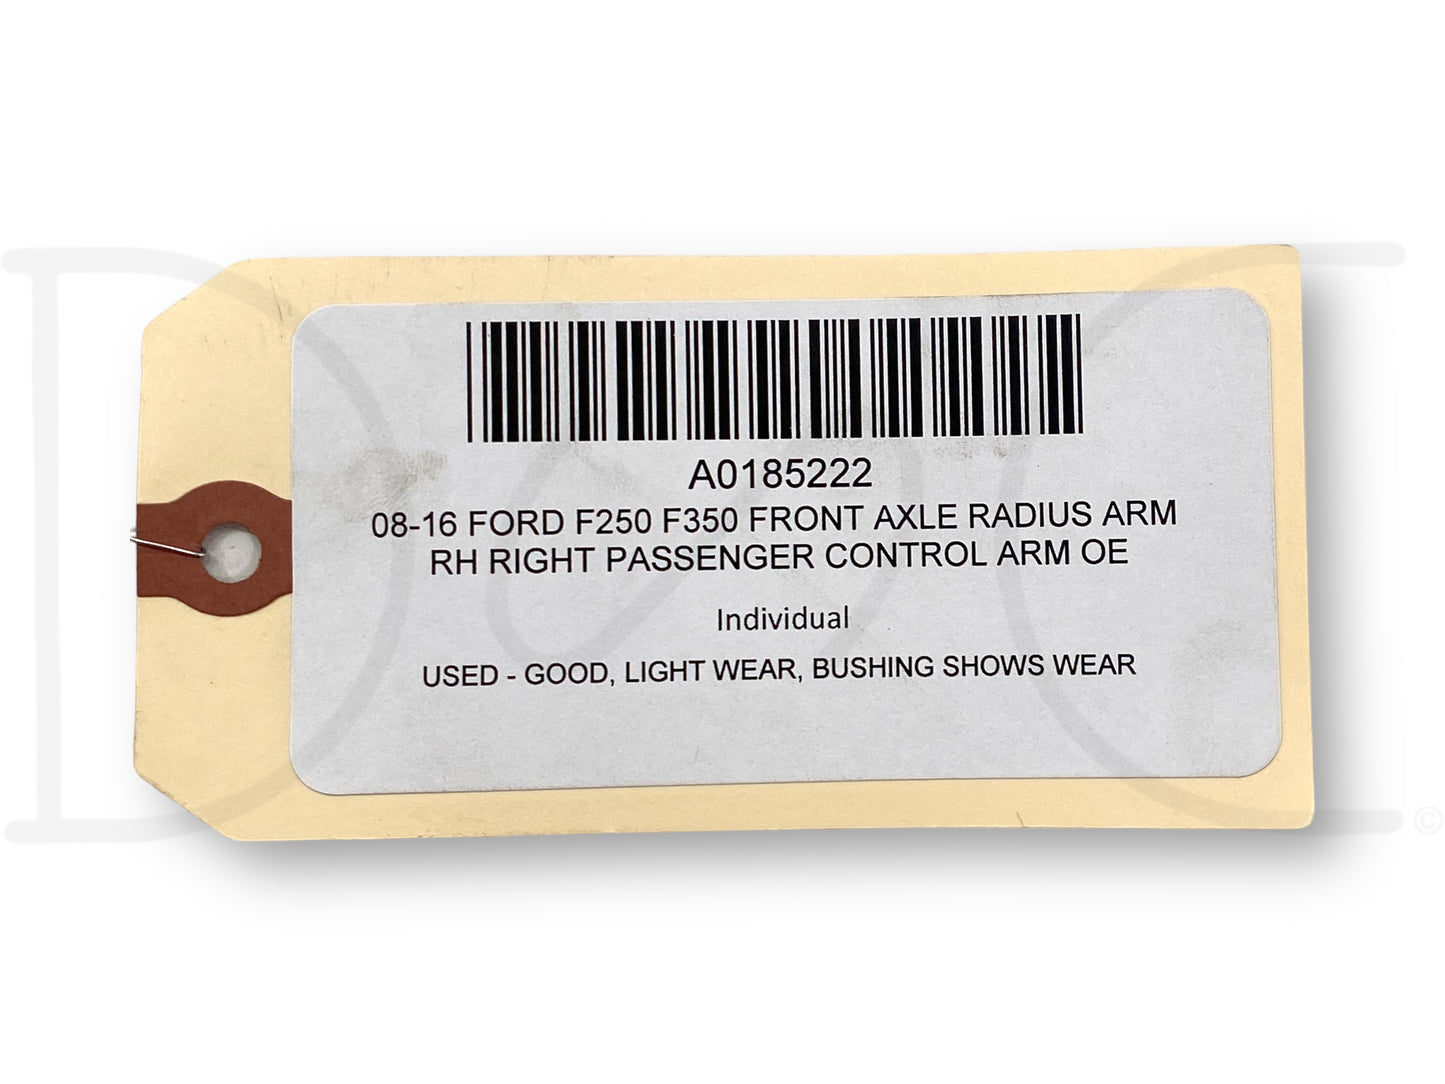 A0185222
08-16 FORD F250 F350 FRONT AXLE RADIUS ARM
RH RIGHT PASSENGER CONTROL ARM OE
Individual
USED - GOOD, LIGHT WEAR, BUSHING SHOWS WEAR
©